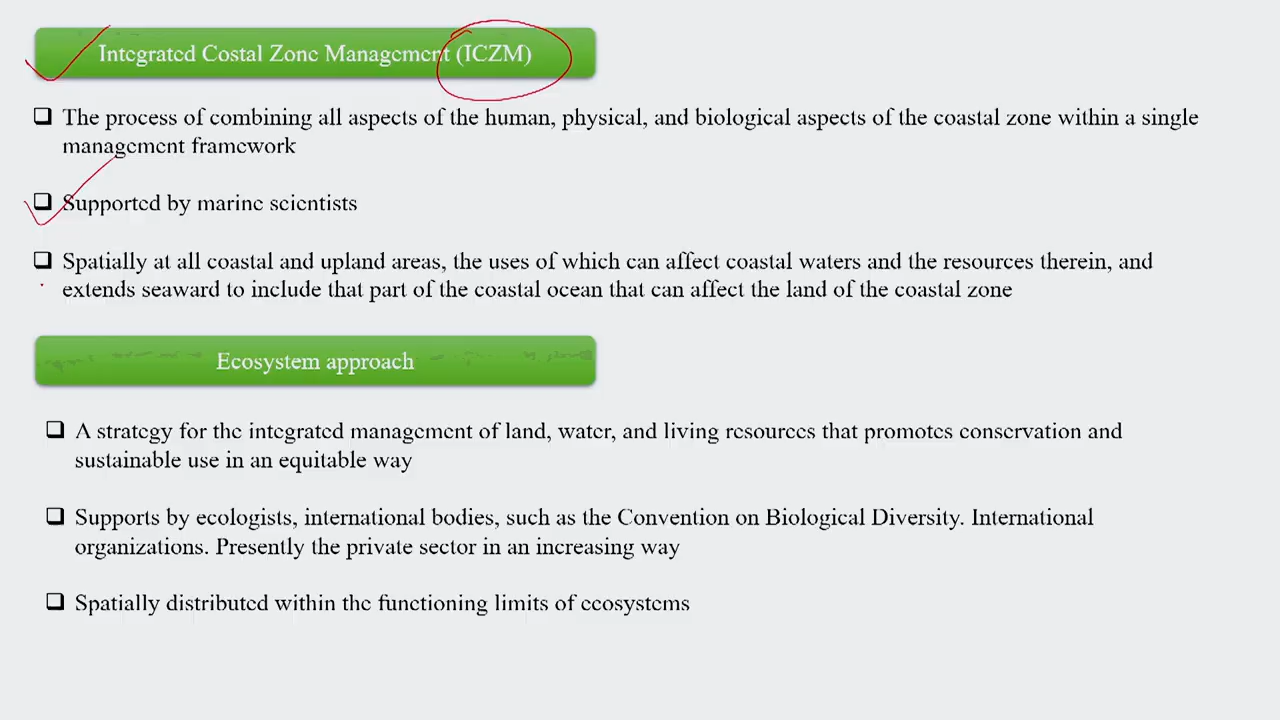 Integrated Costal Zone Management (ICZM)
The process of combining all aspects of the human, physical, and biological aspects of the coastal zone within a single
management framework
Supported by marine scientists
Spatially at all coastal and upland areas, the uses of which can affect coastal waters and the resources therein, and
extends seaward to include that part of the coastal ocean that can affect the land of the coastal zone
Ecosystem approach
A strategy for the integrated management of land, water, and living resources that promotes conservation and
sustainable use in an equitable way
Supports by ecologists, international bodies, such as the Convention on Biological Diversity. International
organizations. Presently the private sector in an increasing way
Spatially distributed within the functioning limits of ecosystems